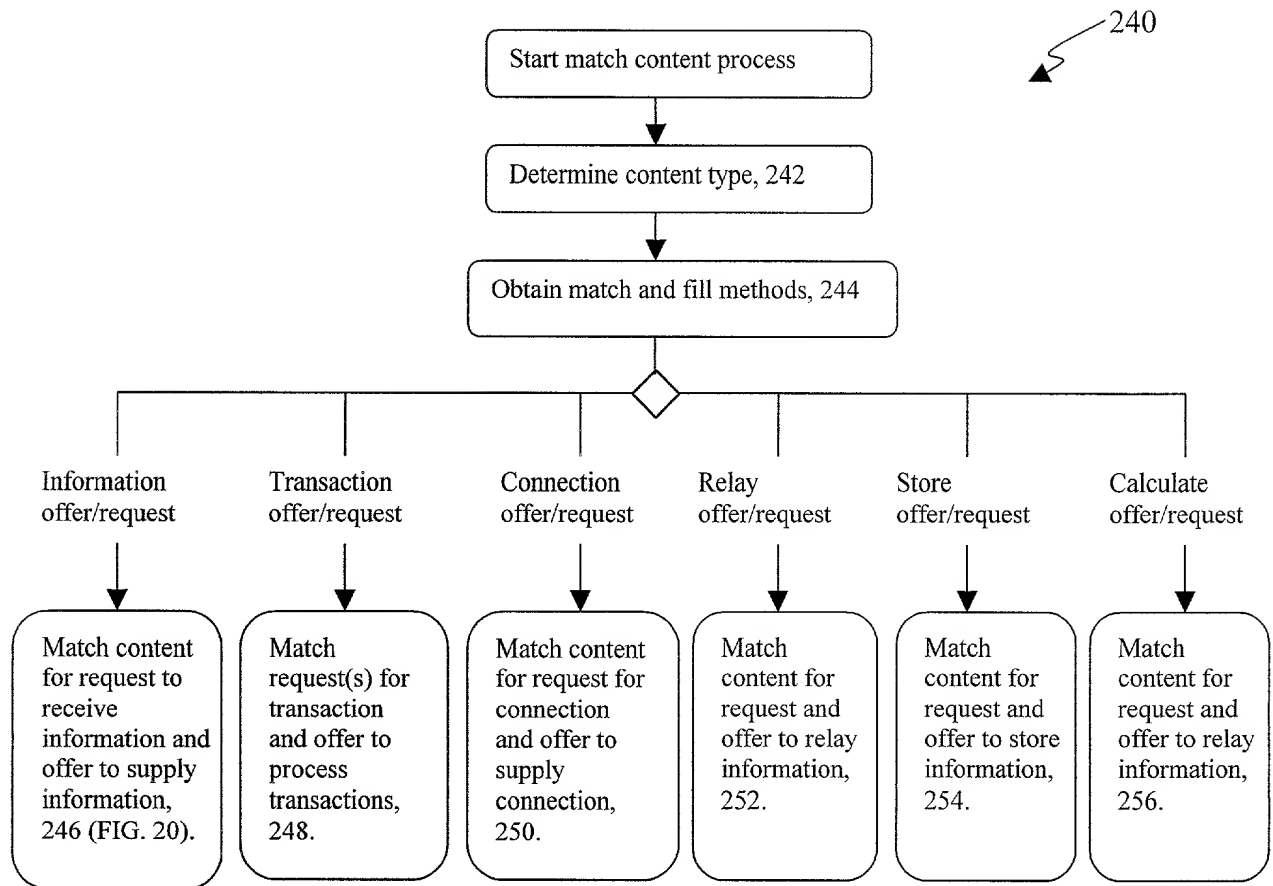 240
Start match content process
Determine content type, 242
Obtain match and fill methods, 244
Information
offer/request
Transaction
offer/request
Connection
offer/request
Relay
offer/request
Store
offer/request
Calculate
offer/request
Match content
for request to
receive
information and
offer to supply
information,
246 (FIG. 20).
Match
request(s) for
transaction
and offer to
process
transactions,
248.
Match content
for request for
connection
and offer to
supply
connection,
250.
Match
content for
request and
offer to relay
information,
252.
Match
content for
request and
offer to store
information,
254.
Match
content for
request and
offer to relay
information,
256.